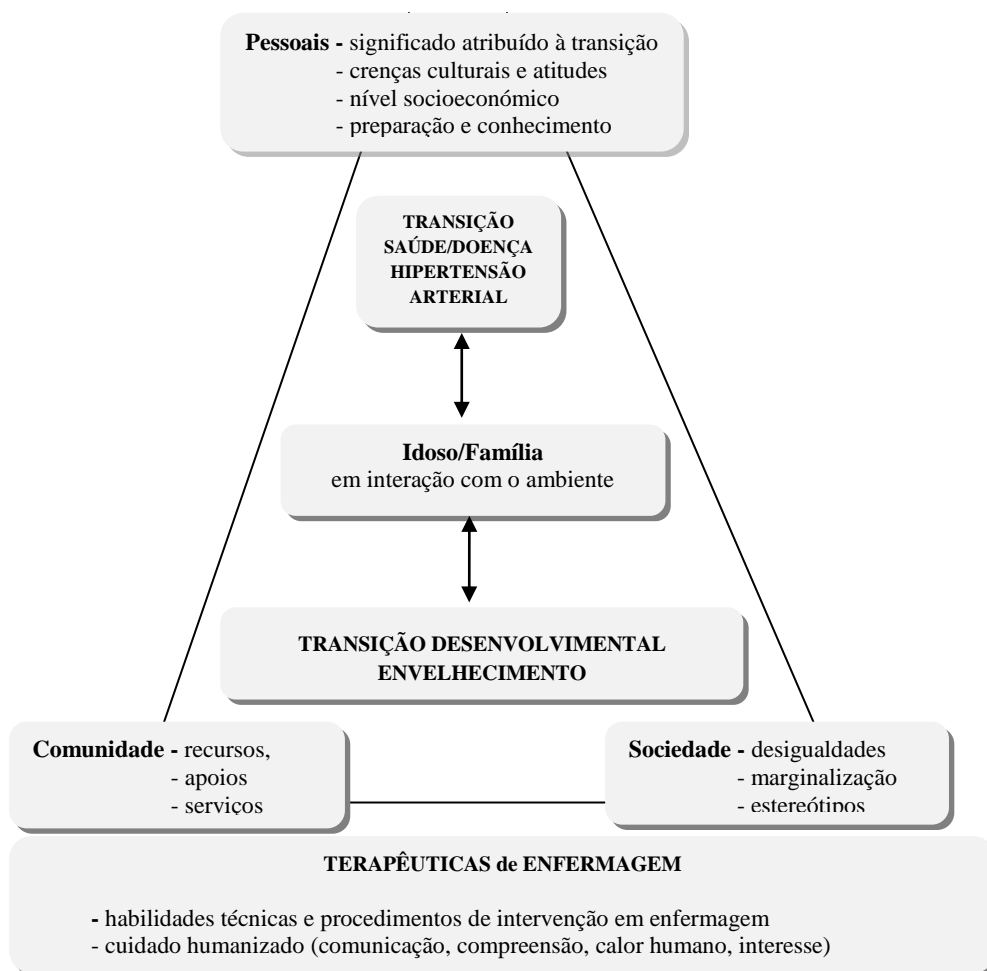 Pessoais - significado atribuído à transição
- crenças culturais e atitudes
- nível socioeconómico
- preparação e conhecimento
TRANSIÇÃO
SAÚDE/DOENÇA
HIPERTENSÃO
ARTERIAL
Idoso/Família
em interação com o ambiente
TRANSIÇÃO DESENVOLVIMENTAL
ENVELHECIMENTO
Comunidade - recursos,
- apoios
- serviços
Sociedade - desigualdades
- marginalização
- estereótipos
TERAPÊUTICAS de ENFERMAGEM
- habilidades técnicas e procedimentos de intervenção em enfermagem
- cuidado humanizado (comunicação, compreensão, calor humano, interesse)